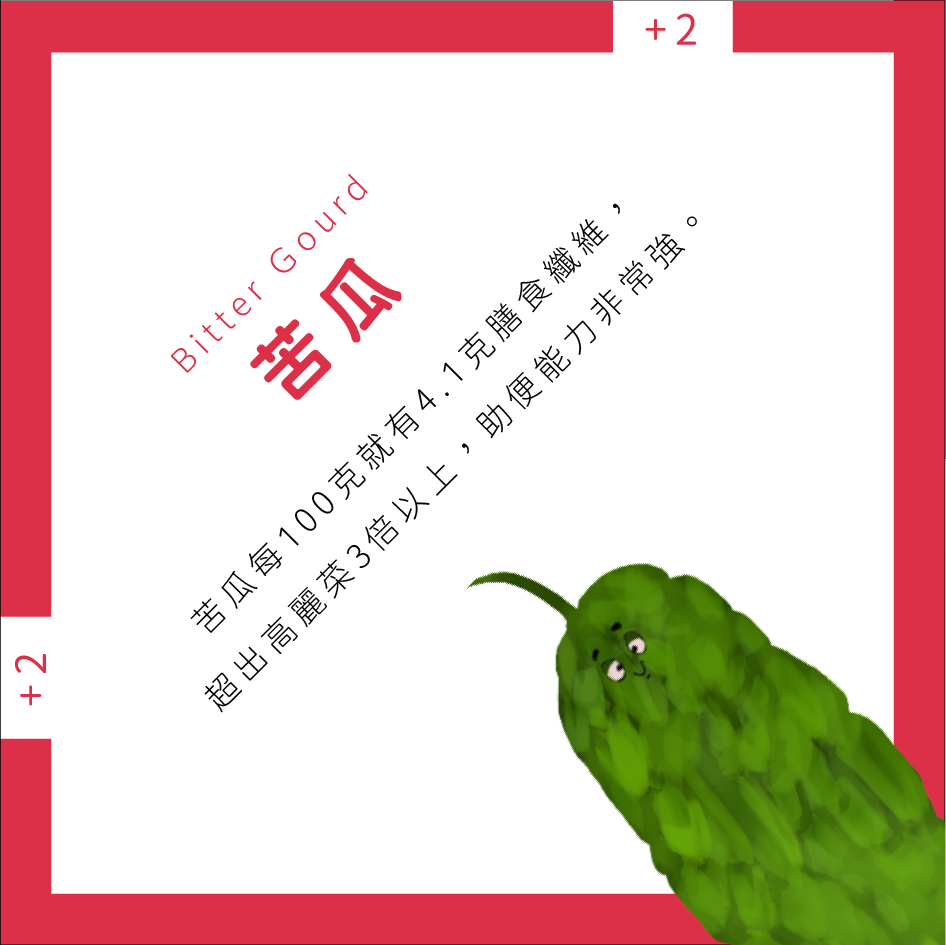 +2
Bitter Gourd
苦瓜
苦瓜每100克就有4.1克膳食纖維，
超出高麗菜3倍以上，助便能力非常強。
+2